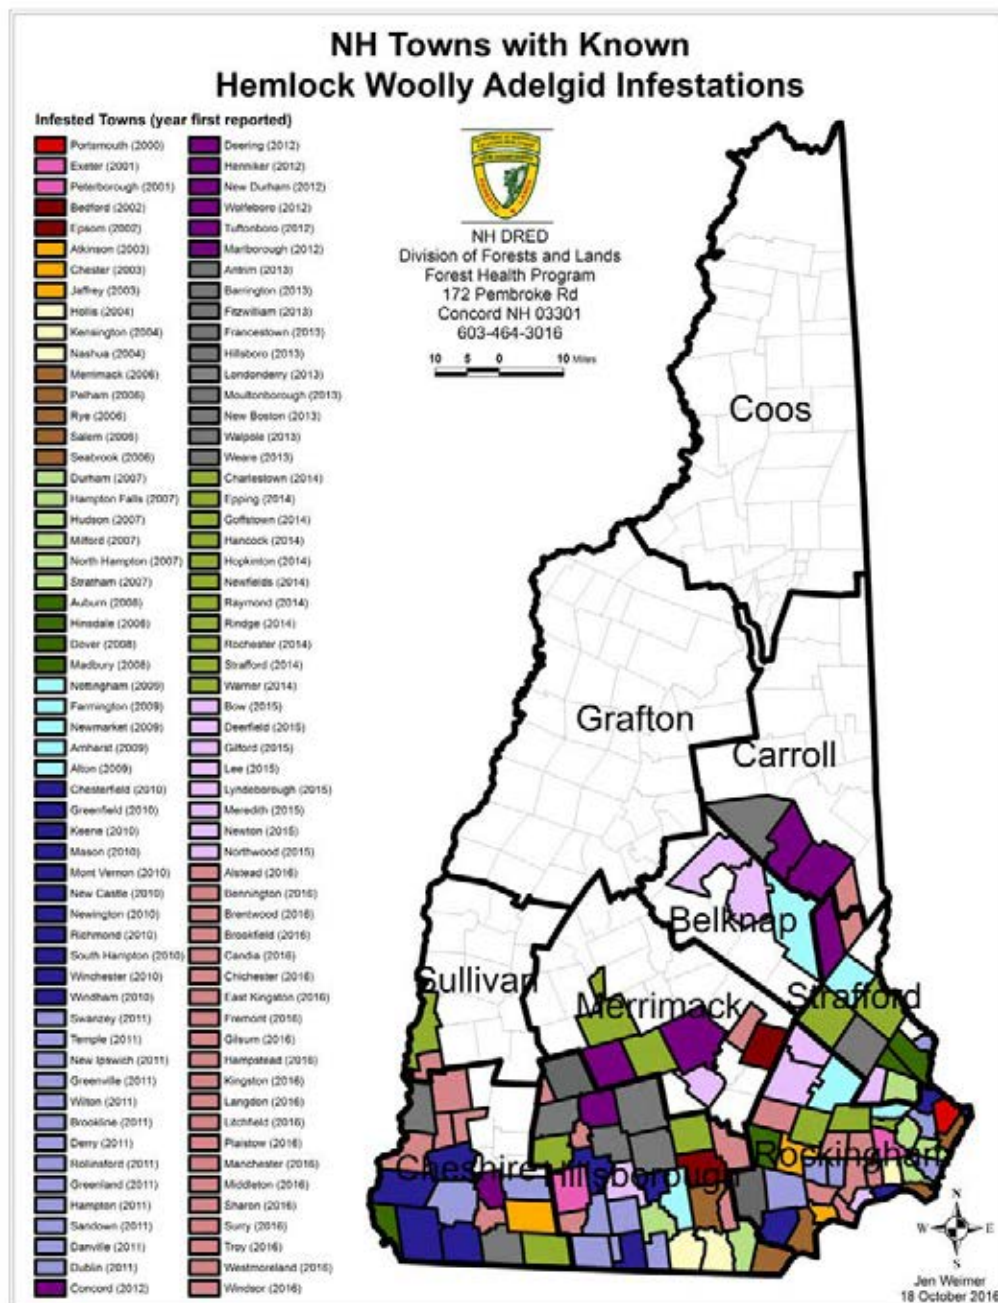 NH Towns with Known
Hemlock Woolly Adelgid Infestations
Infested Towns (year first reported)
Portsmouth (2000)
Exeter (2001)
Peterborough (2001)
Bedford (2002)
Epsom (2002)
Atkinson (2003)
Chester (2003)
Jaffrey (2003)
Hollis (2004)
Kensington (2004)
Nashua (2004)
Merrimack (2006)
Pelham (2006)
Rye (2006)
Salem (2006)
Seabrook (2006)
Durham (2007)
Hampton Falls (2007)
Hudson (2007)
Milford (2007)
North Hampton (2007)
Stratham (2007)
Auburn (2008)
Hinsdale (2008)
Dover (2008)
Madbury (2008)
Nottingham (2009)
Farmington (2009)
Newmarket (2009)
Amherst (2009)
Alton (2009)
Chesterfield (2010)
Greenfield (2010)
Keene (2010)
Mason (2010)
Mont Vernon (2010)
New Castle (2010)
Newington (2010)
Richmond (2010)
South Hampton (2010)
Winchester (2010)
Windham (2010)
Swanzey (2011)
Temple (2011)
New Ipswich (2011)
Greenville (2011)
Wilton (2011)
Brookline (2011)
Derry (2011)
Rollinsford (2011)
Greenland (2011)
Hampton (2011)
Sandown (2011)
Danville (2011)
Dublin (2011)
Concord (2012)
Deering (2012)
Henniker (2012)
New Durham (2012)
Wolfeboro (2012)
Tuftonboro (2012)
Marlborough (2012)
Antrim (2013)
Barrington (2013)
Fitzwilliam (2013)
Francestown (2013)
Hillsboro (2013)
Londonderry (2013)
Moultonborough (2013)
New Boston (2013)
Walpole (2013)
Weare (2013)
Charlestown (2014)
Epping (2014)
Goffstown (2014)
Hancock (2014)
Hopkinton (2014)
Newfields (2014)
Raymond (2014)
Rindge (2014)
Rochester (2014)
Strafford (2014)
Warner (2014)
Bow (2015)
Deerfield (2015)
Gilford (2015)
Lee (2015)
Lyndeborough (2015)
Meredith (2015)
Newton (2015)
Northwood (2015)
Alstead (2016)
Bennington (2016)
Brentwood (2016)
Brookfield (2016)
Candia (2016)
Chichester (2016)
East Kingston (2016)
Fremont (2016)
Gilsum (2016)
Hampstead (2016)
Kingston (2016)
Langdon (2016)
Litchfield (2016)
Plaistow (2016)
Manchester (2016)
Middleton (2016)
Sharon (2016)
Surry (2016)
Troy (2016)
Westmoreland (2016)
Windsor (2016)
NH DRED
Division of Forests and Lands
Forest Health Program
172 Pembroke Rd
Concord NH 03301
603-464-3016
10 5 0 10 Miles
Coos
Grafton
Carroll
Belknap
Sullivan
Merrimack
Strafford
Cheshire
Hillsborough
Rockingham
N
W E
S
Jen Weimer
18 October 2016